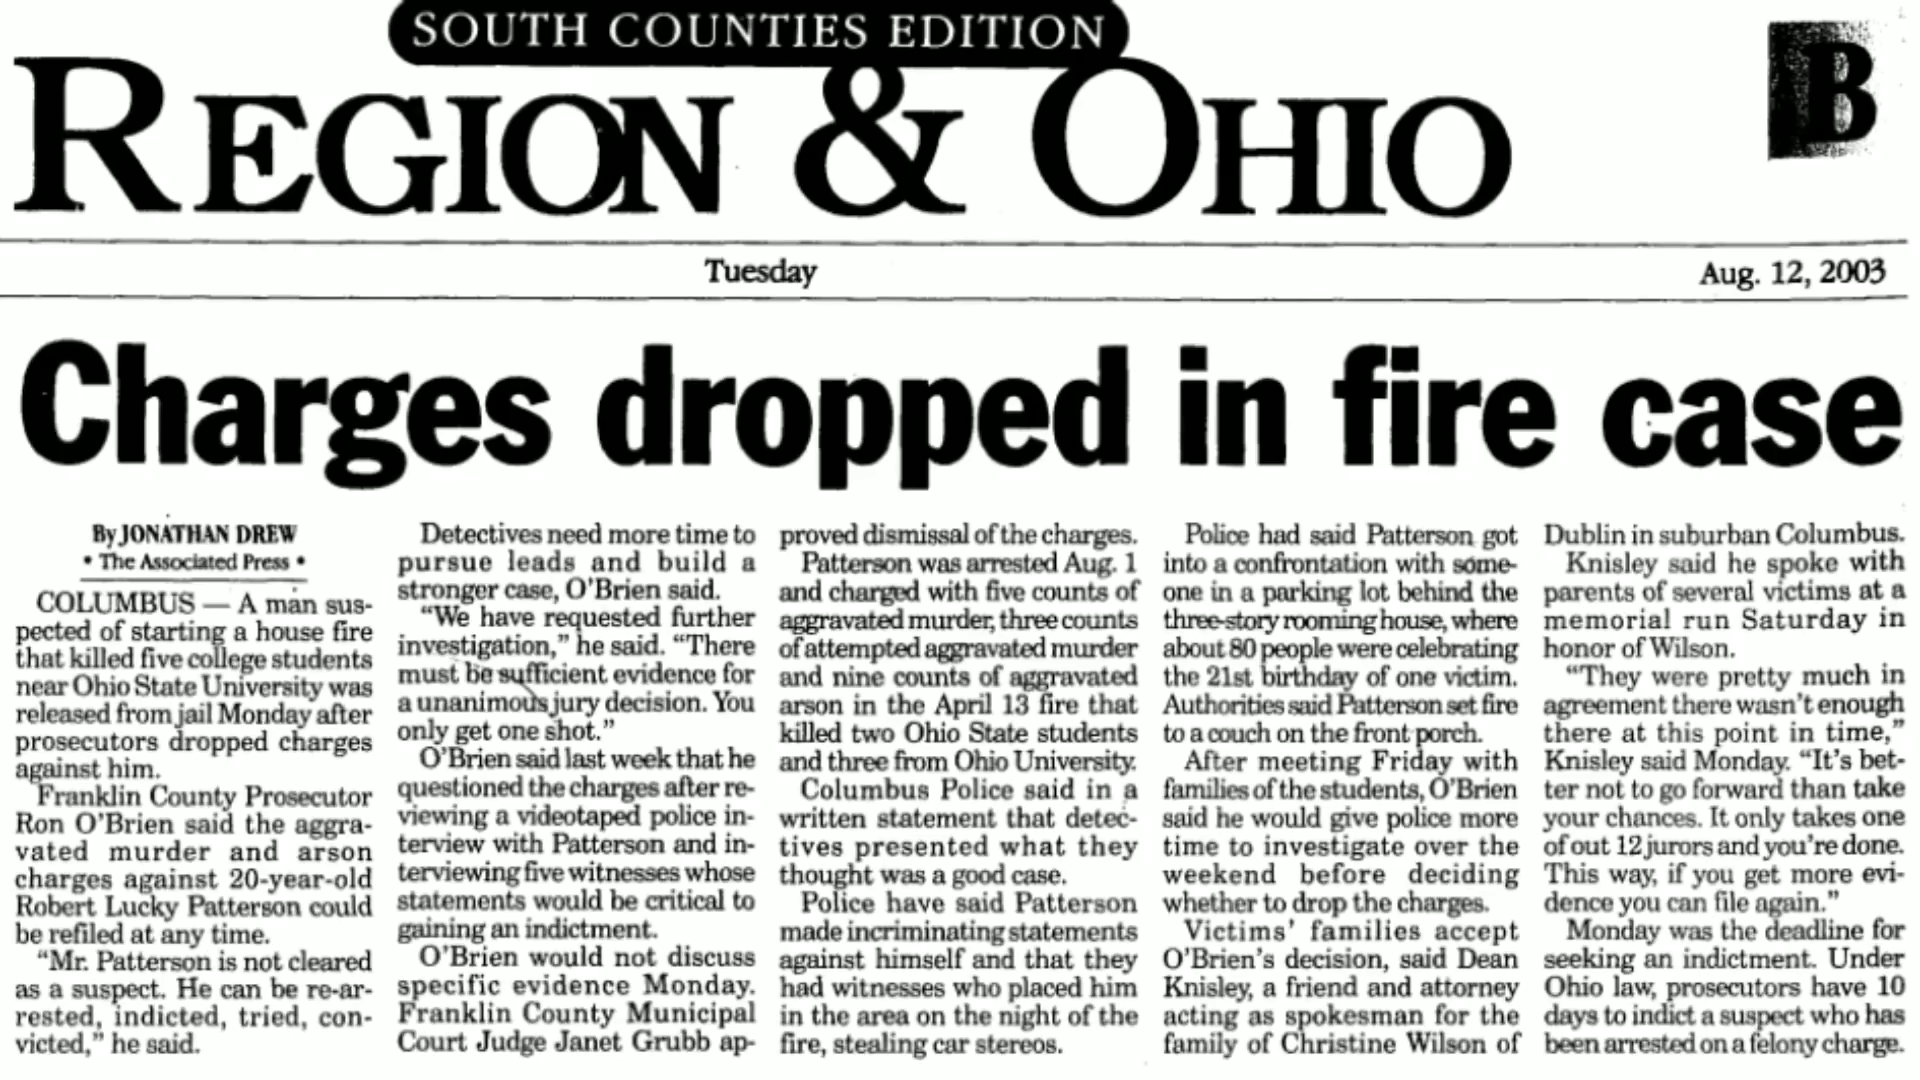 SOUTH COUNTIES EDITION
REGION & OHIO
B
Tuesday
Aug. 12, 2003
Charges dropped in fire case
By JONATHAN DREW
• The Associated Press •
COLUMBUS — A man sus-
pected of starting a house fire
that killed five college students
near Ohio State University was
released from jail Monday after
prosecutors dropped charges
against him.
Franklin County Prosecutor
Ron O'Brien said the aggra-
vated murder and arson
charges against 20-year-old
Robert Lucky Patterson could
be refiled at any time.
"Mr. Patterson is not cleared
as a suspect. He can be re-ar-
rested, indicted, tried, con-
victed," he said.
Detectives need more time to
pursue leads and build a
stronger case, O'Brien said.
"We have requested further
investigation," he said. "There
must be sufficient evidence for
a unanimous jury decision. You
only get one shot."
O'Brien said last week that he
questioned the charges after re-
viewing a videotaped police in-
terview with Patterson and in-
terviewing five witnesses whose
statements would be critical to
gaining an indictment.
O'Brien would not discuss
specific evidence Monday.
Franklin County Municipal
Court Judge Janet Grubb ap-
proved dismissal of the charges.
Patterson was arrested Aug. 1
and charged with five counts of
aggravated murder, three counts
of attempted aggravated murder
and nine counts of aggravated
arson in the April 13 fire that
killed two Ohio State students
and three from Ohio University.
Columbus Police said in a
written statement that detec-
tives presented what they
thought was a good case.
Police have said Patterson
made incriminating statements
against himself and that they
had witnesses who placed him
in the area on the night of the
fire, stealing car stereos.
Police had said Patterson got
into a confrontation with some-
one in a parking lot behind the
three-story rooming house, where
about 80 people were celebrating
the 21st birthday of one victim.
Authorities said Patterson set fire
to a couch on the front porch.
After meeting Friday with
families of the students, O'Brien
said he would give police more
time to investigate over the
weekend before deciding
whether to drop the charges.
Victims' families accept
O'Brien's decision, said Dean
Knisley, a friend and attorney
acting as spokesman for the
family of Christine Wilson of
Dublin in suburban Columbus.
Knisley said he spoke with
parents of several victims at a
memorial run Saturday in
honor of Wilson.
"They were pretty much in
agreement there wasn't enough
there at this point in time,"
Knisley said Monday. "It's bet-
ter not to go forward than take
your chances. It only takes one
of out 12 jurors and you're done.
This way, if you get more evi-
dence you can file again."
Monday was the deadline for
seeking an indictment. Under
Ohio law, prosecutors have 10
days to indict a suspect who has
been arrested on a felony charge.